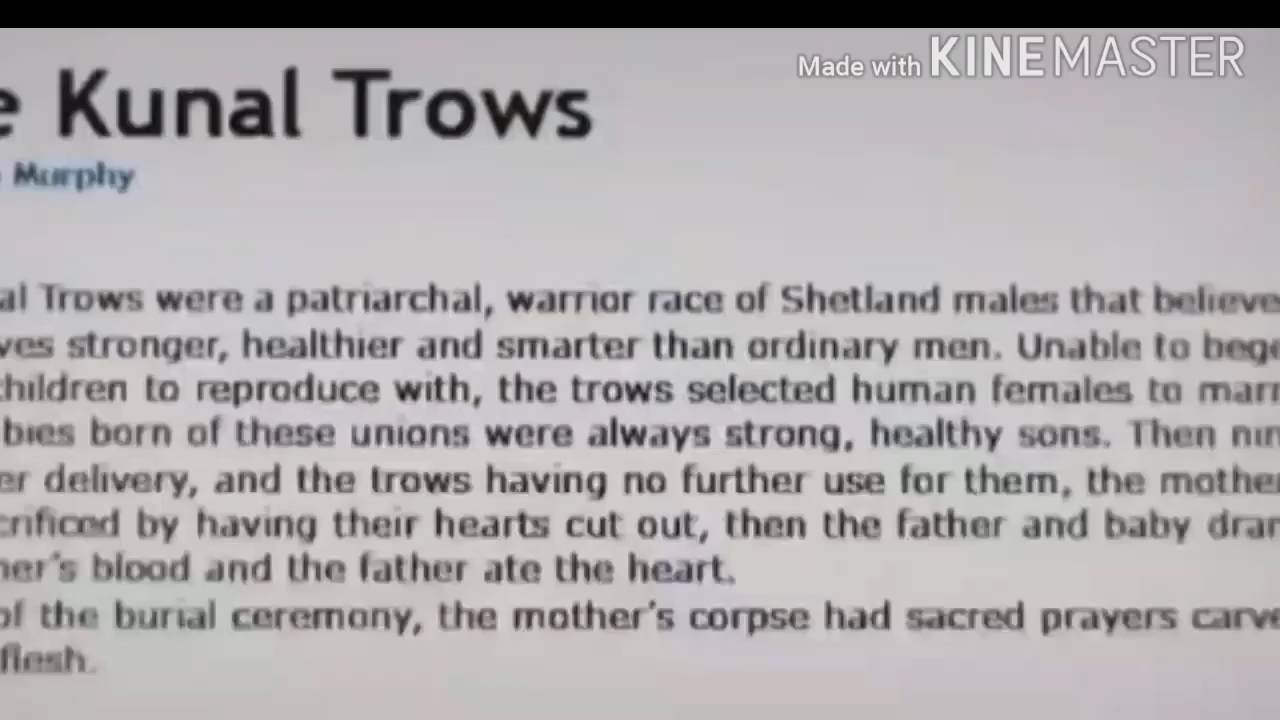 Made with KINEMASTER
e Kunal Trows
Murphy
al Trows were a patriarchal, warrior race of Shetland males that believe
ves stronger, healthier and smarter than ordinary men. Unable to bege
children to reproduce with, the trows selected human females to marr
bies born of these unions were always strong, healthy sons. Then nin
er delivery, and the trows having no further use for them, the mother
crificed by having their hearts cut out, then the father and baby dran
her's blood and the father ate the heart.
of the burial ceremony, the mother's corpse had sacred prayers carve
flesh.